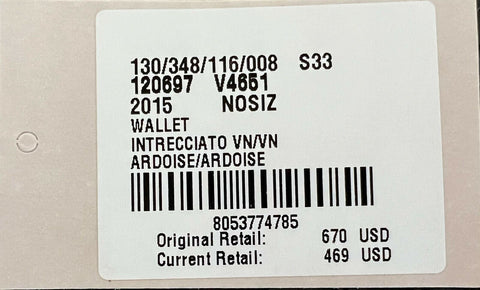 130/348/116/008 S33
120697 V4651
2015 NOSIZ
WALLET
INTRECCIATO VN/VN
ARDOISE/ARDOISE
8053774785
Original Retail: 670 USD
Current Retail: 469 USD